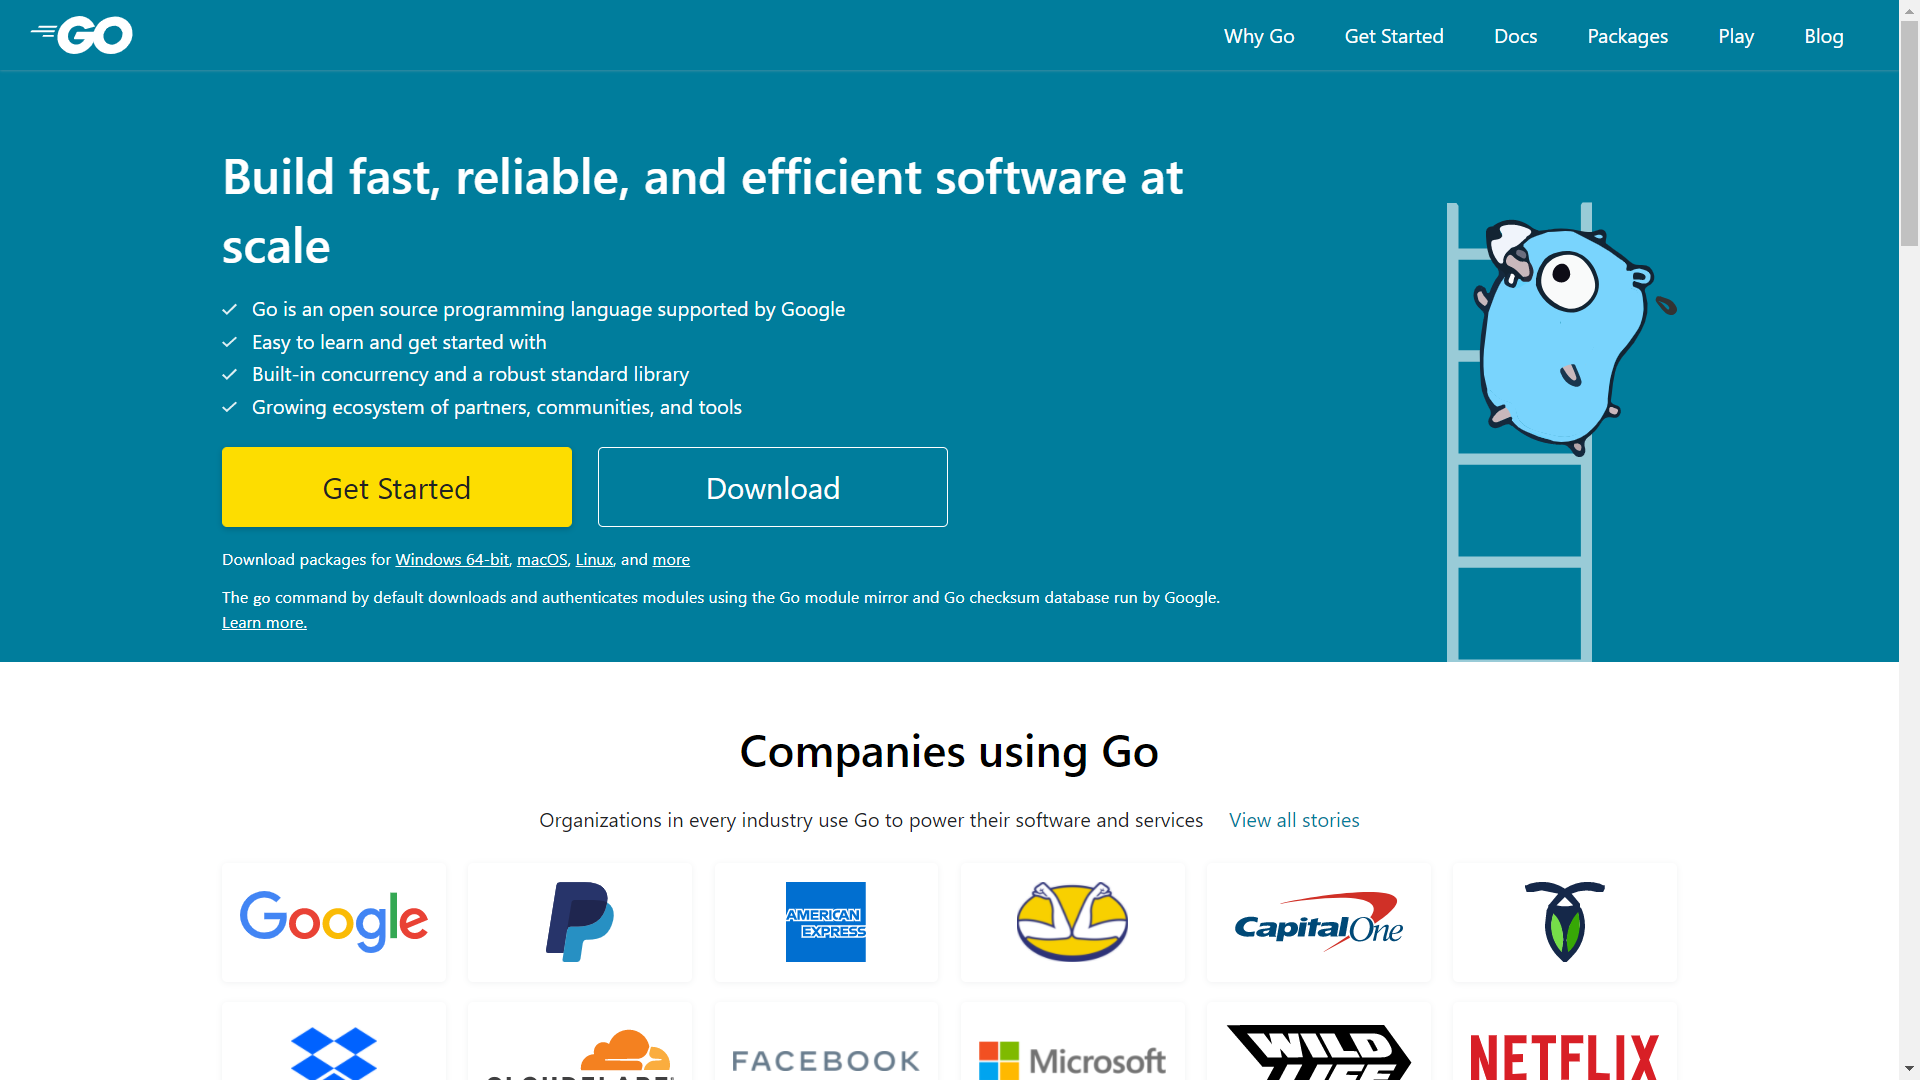 GO
Why Go
Get Started
Docs
Packages
Play
Blog
Build fast, reliable, and efficient software at
scale
Go is an open source programming language supported by Google
Easy to learn and get started with
Built-in concurrency and a robust standard library
Growing ecosystem of partners, communities, and tools
Get Started
Download
Download packages for Windows 64-bit, macOS, Linux, and more
The go command by default downloads and authenticates modules using the Go module mirror and Go checksum database run by Google.
Learn more.
Companies using Go
Organizations in every industry use Go to power their software and services
View all stories
Google
AMERICAN
EXPRESS
CapitalOne
CLOUDFLARE
FACEBOOK
Microsoft
WILD
LIFE
NETFLIX